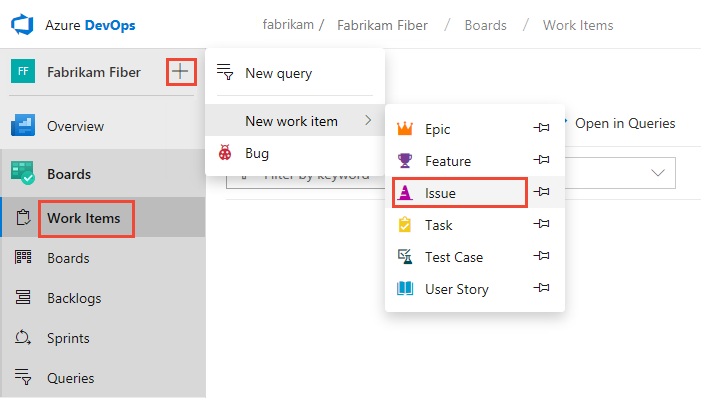 Azure DevOps
fabrikam / Fabrikam Fiber / Boards / Work Items
FF Fabrikam Fiber
New query
New work item
Bug
Epic
Feature
Issue
Task
Test Case
User Story
Open in Queries
Filter by keyword
Overview
Boards
Work Items
Boards
Backlogs
Sprints
Queries